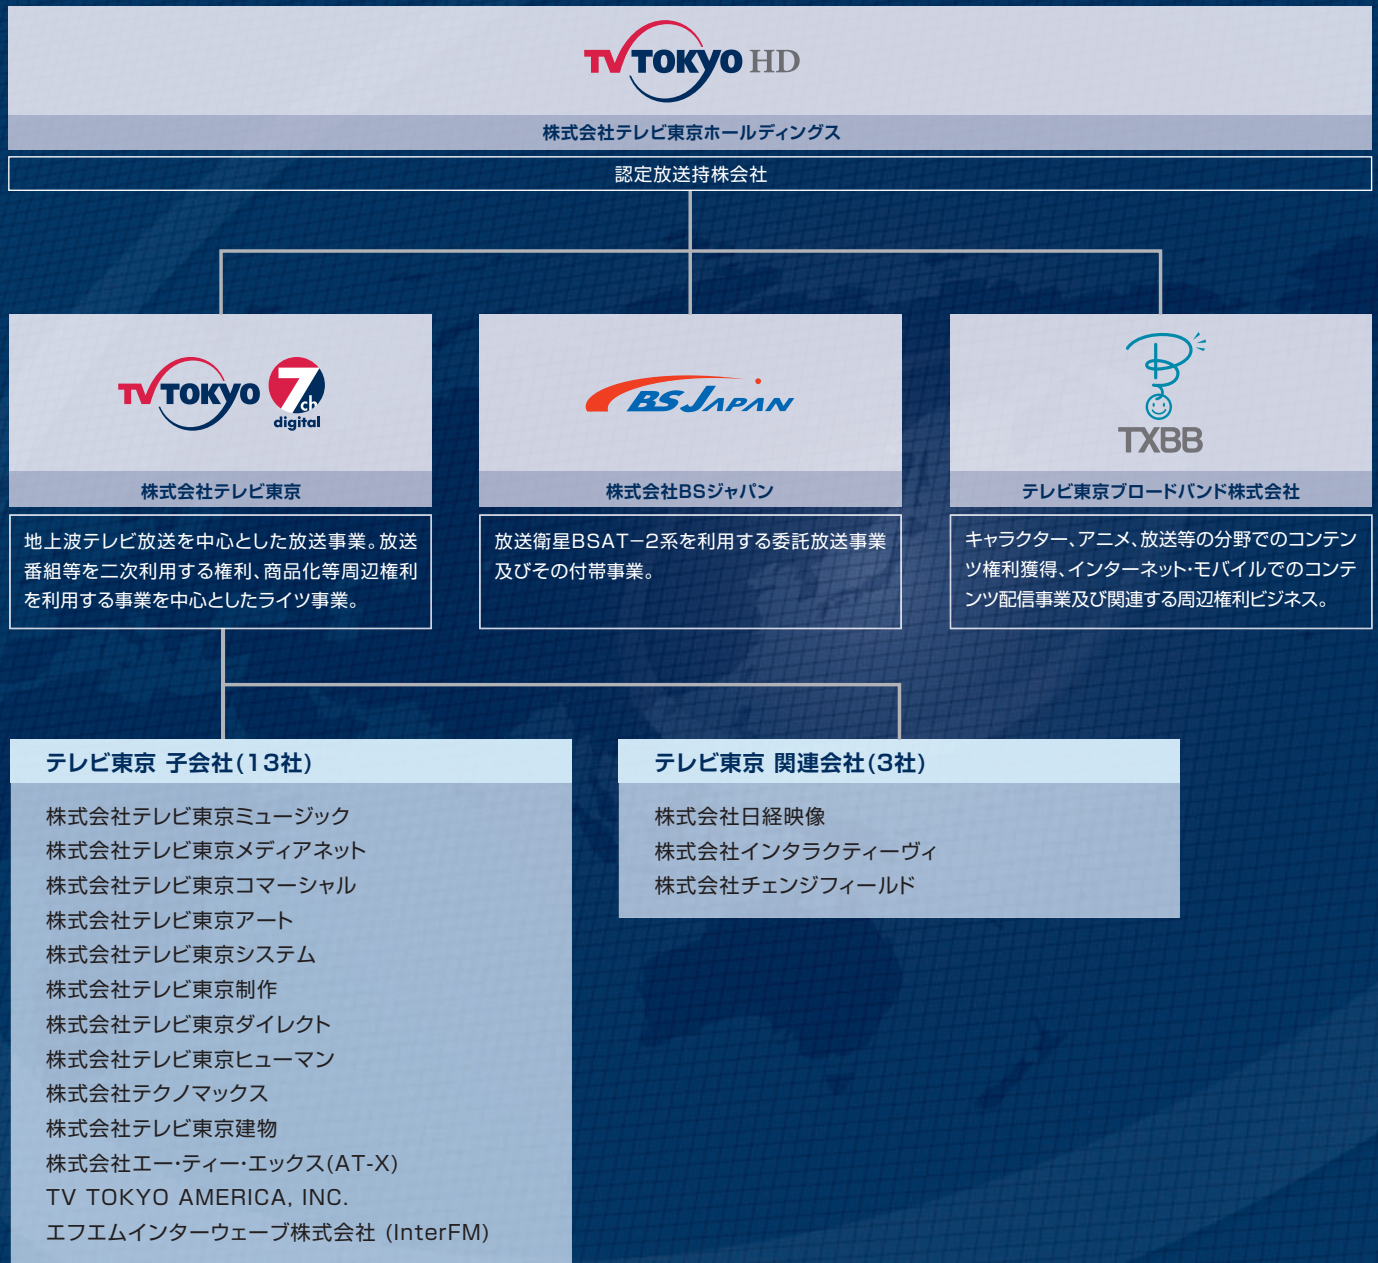 TV TOKYO HD
株式会社テレビ東京ホールディングス
認定放送持株会社
TV TOKYO 7ch digital
株式会社テレビ東京
地上波テレビ放送を中心とした放送事業。放送
番組等を二次利用する権利、商品化等周辺権利
を利用する事業を中心としたライツ事業。
BS JAPAN
株式会社BSジャパン
放送衛星BSAT−2系を利用する委託放送事業
及びその付帯事業。
TXBB
テレビ東京ブロードバンド株式会社
キャラクター、アニメ、放送等の分野でのコンテン
ツ権利獲得、インターネット・モバイルでのコンテ
ンツ配信事業及び関連する周辺権利ビジネス。
テレビ東京 子会社(13社)
株式会社テレビ東京ミュージック
株式会社テレビ東京メディアネット
株式会社テレビ東京コマーシャル
株式会社テレビ東京アート
株式会社テレビ東京システム
株式会社テレビ東京制作
株式会社テレビ東京ダイレクト
株式会社テレビ東京ヒューマン
株式会社テクノマックス
株式会社テレビ東京建物
株式会社エー・ティー・エックス(AT-X)
TV TOKYO AMERICA, INC.
エフエムインターウェーブ株式会社 (InterFM)
テレビ東京 関連会社(3社)
株式会社日経映像
株式会社インタラクティーヴィ
株式会社チェンジフィールド